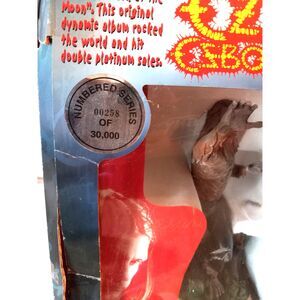 Moon". This original
dynamic album rocked
the world and hit
double platinum sales.
NUMBERED SERIES
00258
OF
30,000